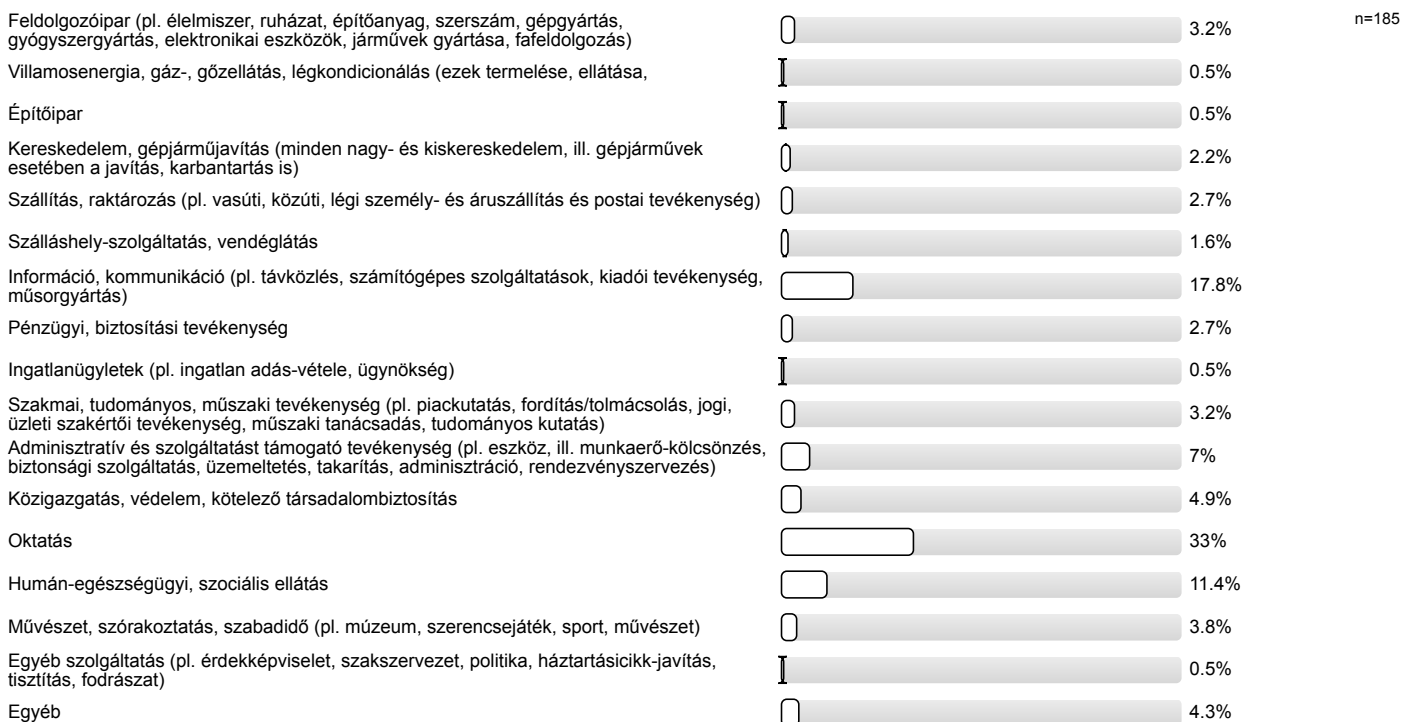 Feldolgozóipar (pl. élelmiszer, ruházat, építőanyag, szerszám, gépgyártás,
gyógyszergyártás, elektronikai eszközök, járművek gyártása, fafeldolgozás)
3.2%
n=185
Villamosenergia, gáz-, gőzellátás, légkondicionálás (ezek termelése, ellátása,
0.5%
Építőipar
0.5%
Kereskedelem, gépjárműjavítás (minden nagy- és kiskereskedelem, ill. gépjárművek
esetében a javítás, karbantartás is)
2.2%
Szállítás, raktározás (pl. vasúti, közúti, légi személy- és áruszállítás és postai tevékenység)
2.7%
Szálláshely-szolgáltatás, vendéglátás
1.6%
Információ, kommunikáció (pl. távközlés, számítógépes szolgáltatások, kiadói tevékenység,
műsorgyártás)
17.8%
Pénzügyi, biztosítási tevékenység
2.7%
Ingatlanügyletek (pl. ingatlan adás-vétele, ügynökség)
0.5%
Szakmai, tudományos, műszaki tevékenység (pl. piackutatás, fordítás/tolmácsolás, jogi,
üzleti szakértői tevékenység, műszaki tanácsadás, tudományos kutatás)
3.2%
Adminisztratív és szolgáltatást támogató tevékenység (pl. eszköz, ill. munkaerő-kölcsönzés,
biztonsági szolgáltatás, üzemeltetés, takarítás, adminisztráció, rendezvényszervezés)
7%
Közigazgatás, védelem, kötelező társadalombiztosítás
4.9%
Oktatás
33%
Humán-egészségügyi, szociális ellátás
11.4%
Művészet, szórakoztatás, szabadidő (pl. múzeum, szerencsejáték, sport, művészet)
3.8%
Egyéb szolgáltatás (pl. érdekképviselet, szakszervezet, politika, háztartásicikk-javítás,
tisztítás, fodrászat)
0.5%
Egyéb
4.3%